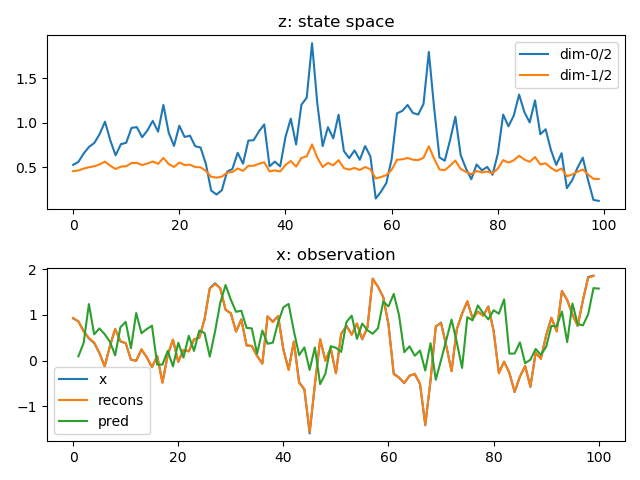 z: state space
dim-0/2
dim-1/2
1.5
1.0
0.5
0 20 40 60 80 100
x: observation
2
1
0
−1
x
recons
pred
0 20 40 60 80 100